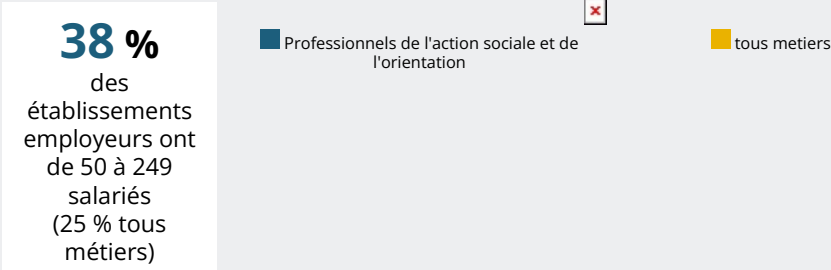 38 %
des
établissements
employeurs ont
de 50 à 249
salariés
(25 % tous
métiers)
Professionnels de l'action sociale et de
l'orientation
tous metiers